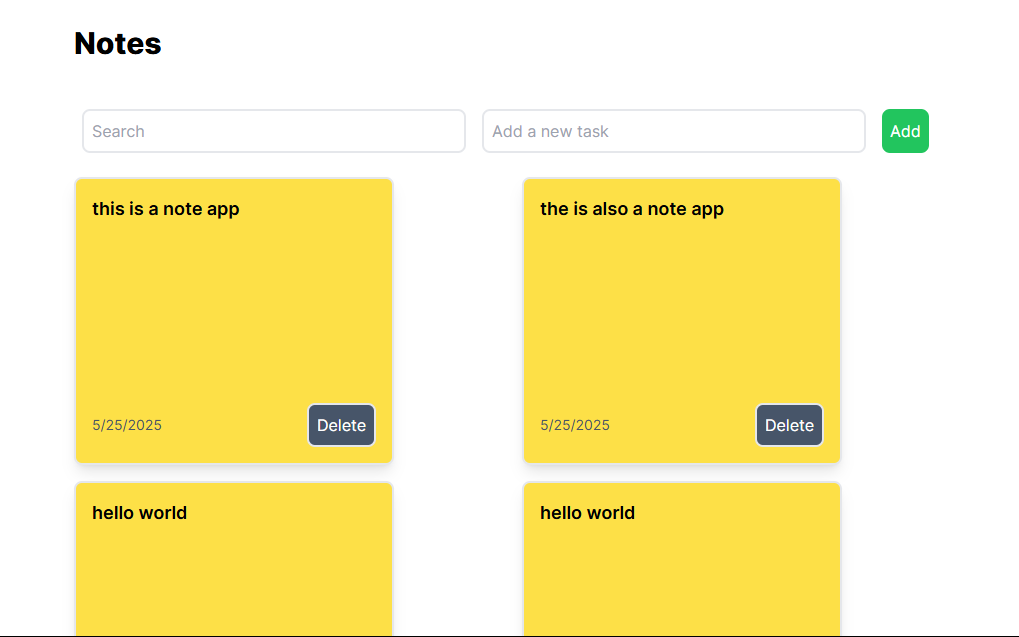 Notes
Search Add a new task Add
this is a note app
5/25/2025 Delete
the is also a note app
5/25/2025 Delete
hello world
hello world